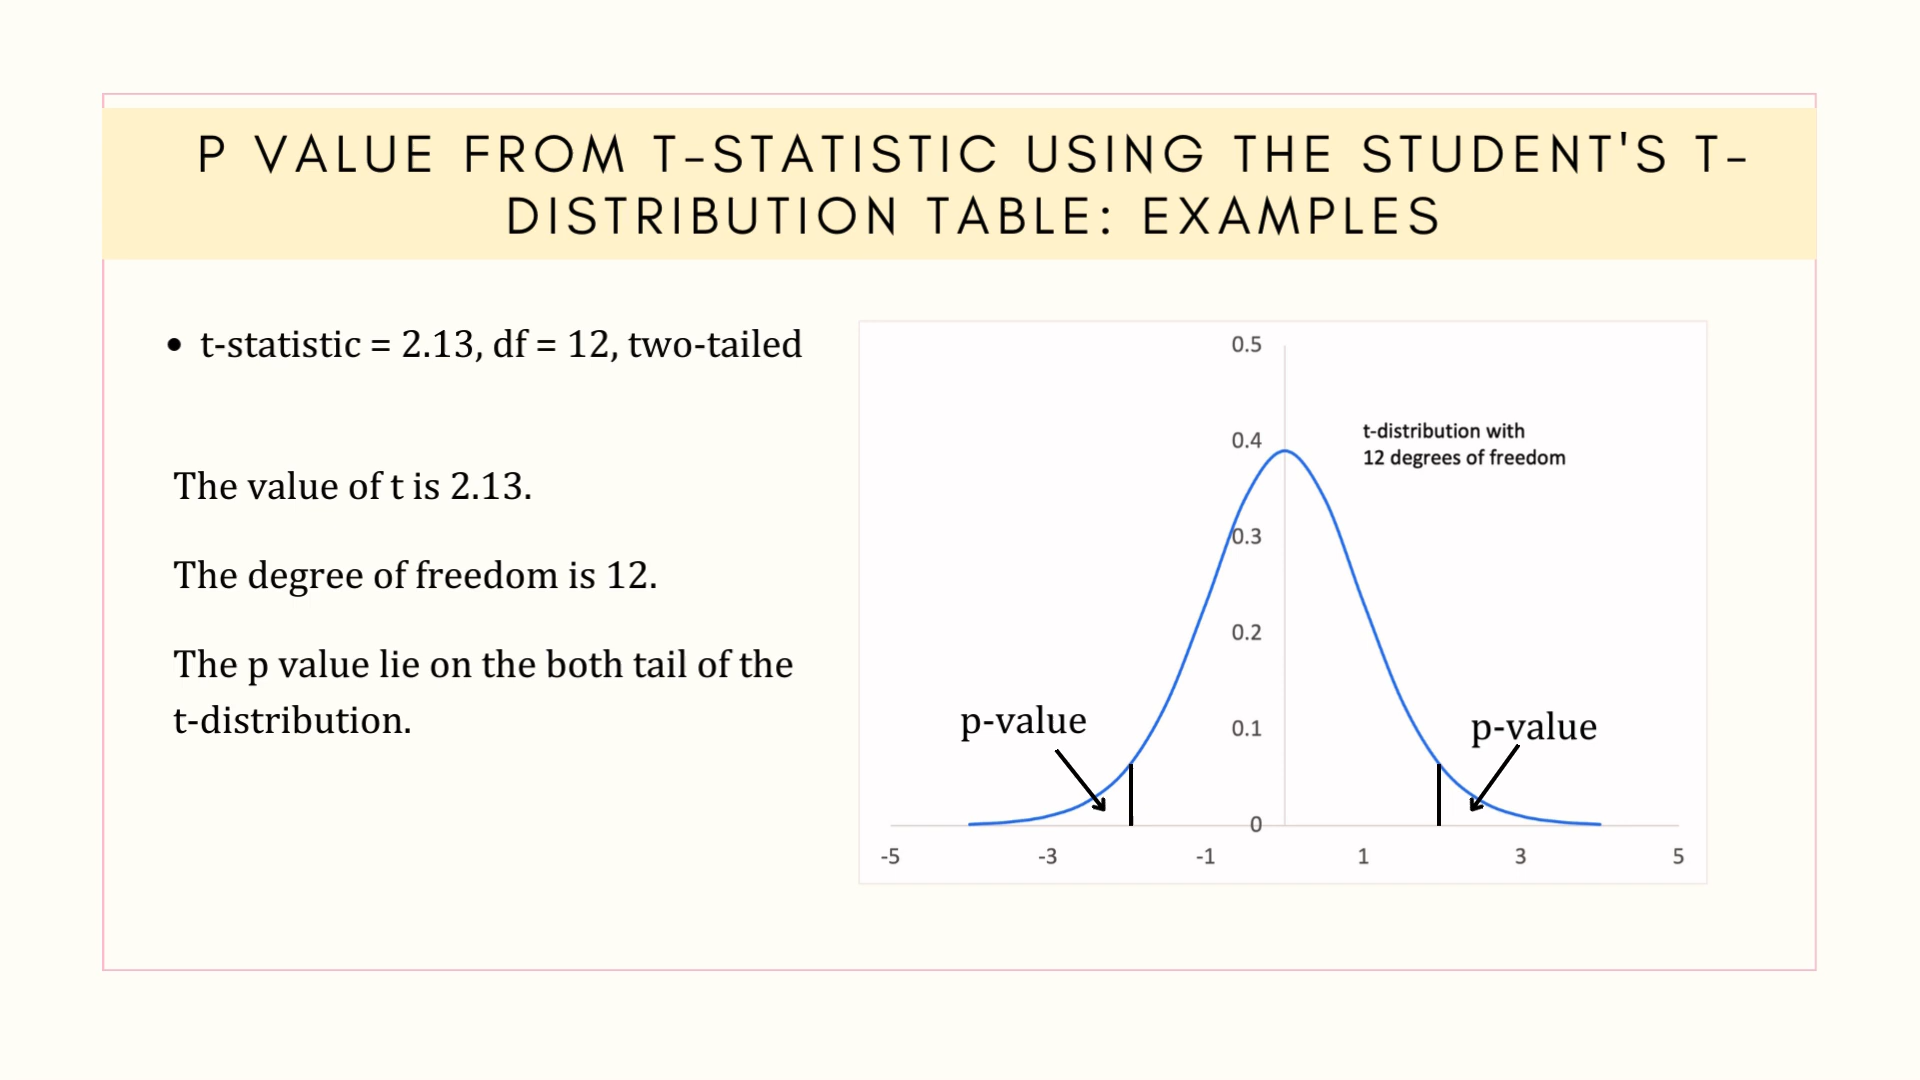 P VALUE FROM T-STATISTIC USING THE STUDENT'S T-
DISTRIBUTION TABLE: EXAMPLES
• t-statistic = 2.13, df = 12, two-tailed
The value of t is 2.13.
The degree of freedom is 12.
The p value lie on the both tail of the
t-distribution.
0.5
0.4
t-distribution with
12 degrees of freedom
0.3
0.2
0.1
p-value
p-value
0
-5 -3 -1 1 3 5